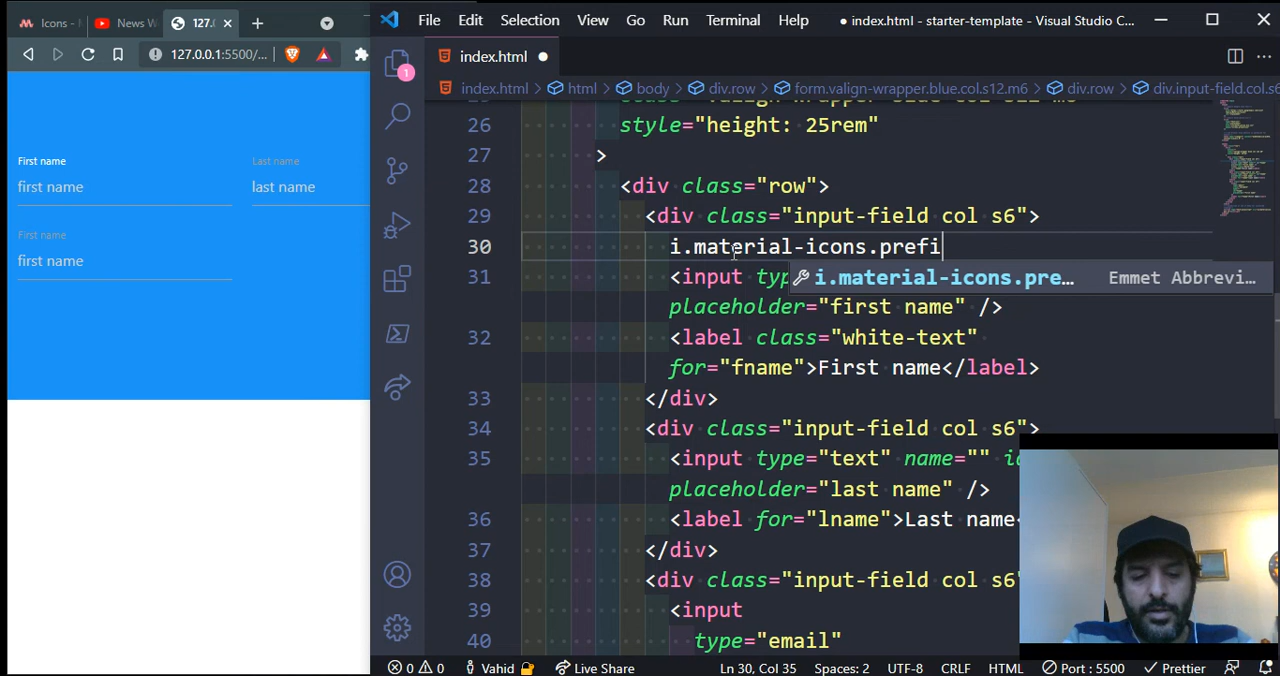 Icons -
News W
127.
127.0.0.1:5500/...
File Edit Selection View Go Run Terminal Help
● index.html - starter-template - Visual Studio C...
index.html
index.html > html > body > div.row > form.valign-wrapper.blue.col.s12.m6 > div.row > div.input-field.col.s6
26 style="height: 25rem"
27 >
28 <div class="row">
29 <div class="input-field col s6">
30 i.material-icons.prefi
i.material-icons.pre... Emmet Abbrevi...
31 <input typ
placeholder="first name" />
32 <label class="white-text"
for="fname">First name</label>
33 </div>
34 <div class="input-field col s6">
35 <input type="text" name="" i
placeholder="last name" />
36 <label for="lname">Last name
37 </div>
38 <div class="input-field col s6"
39 <input
40 type="email"
First name
Last name
first name
last name
First name
first name
1
0 0 Vahid Live Share Ln 30, Col 35 Spaces: 2 UTF-8 CRLF HTML Port : 5500 Prettier